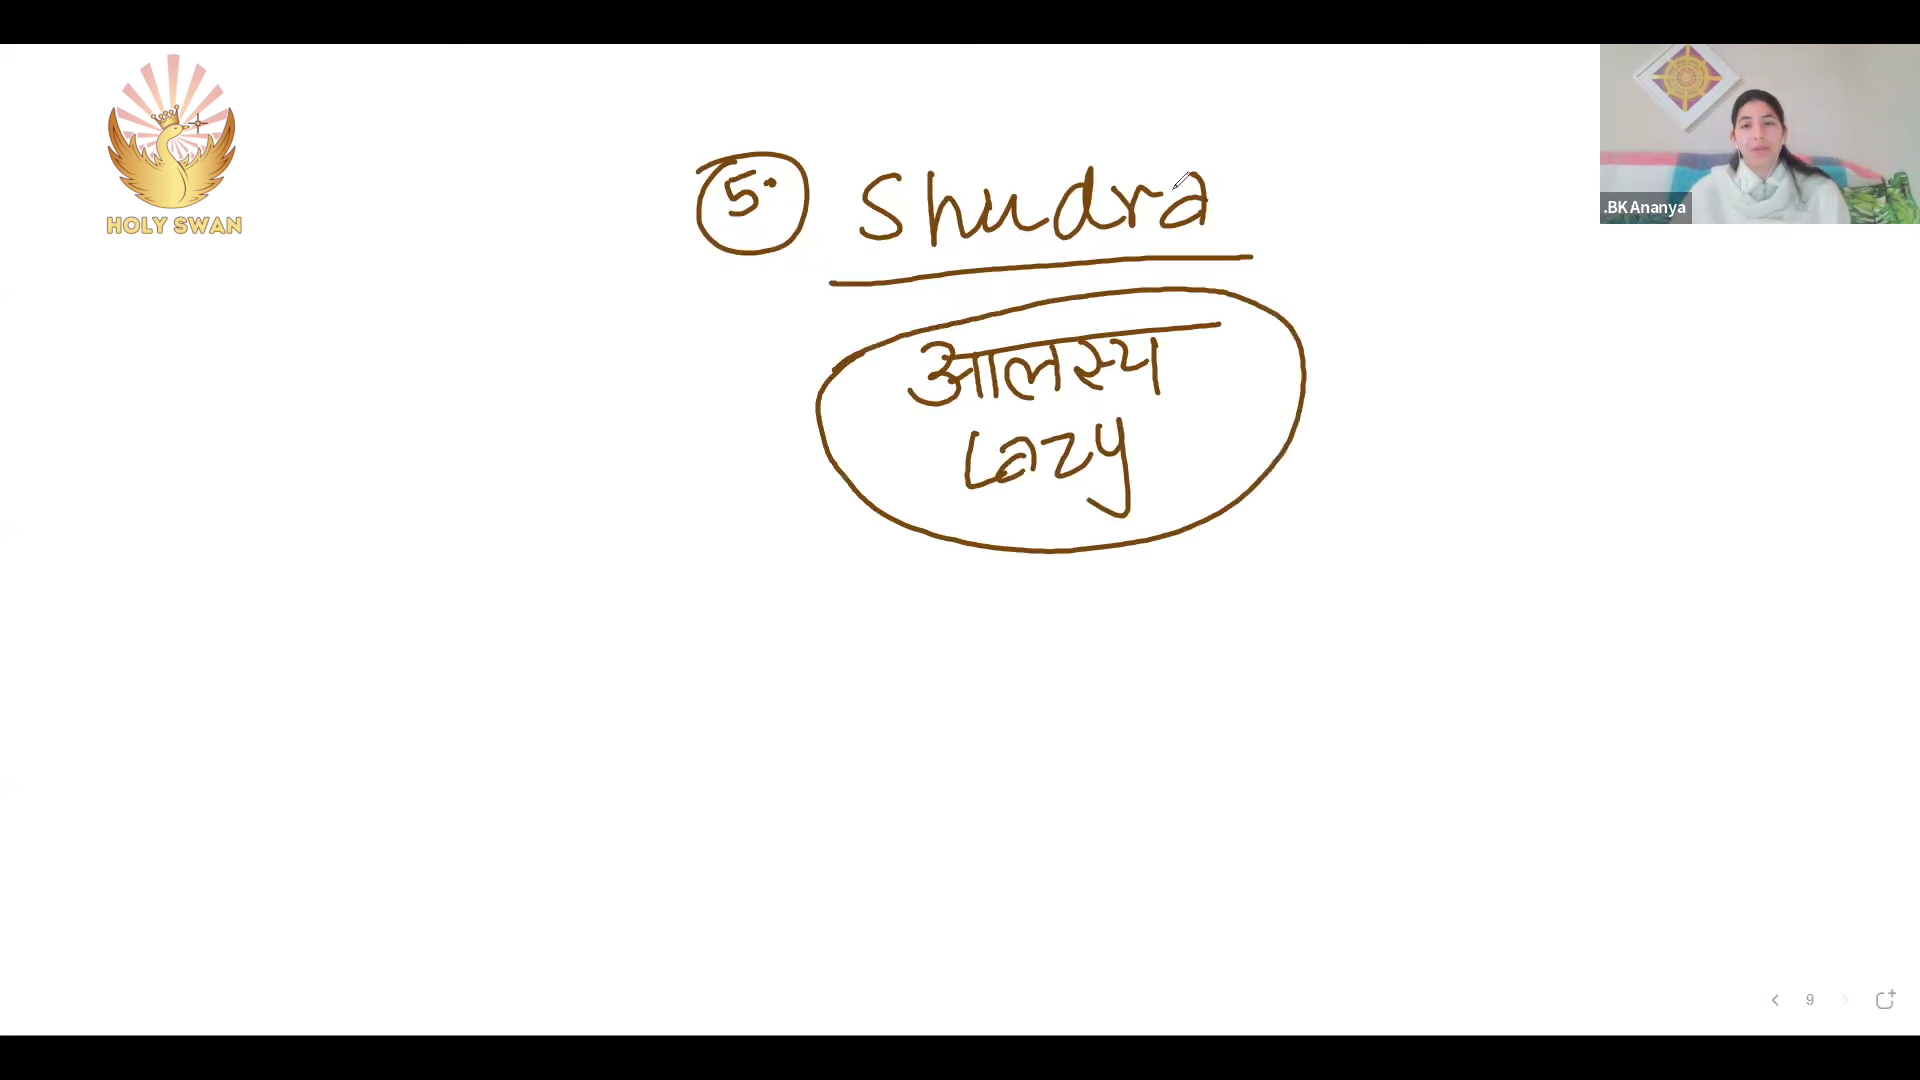 HOLY SWAN
5. Shudra
आलस्य
Lazy
.BK Ananya
9